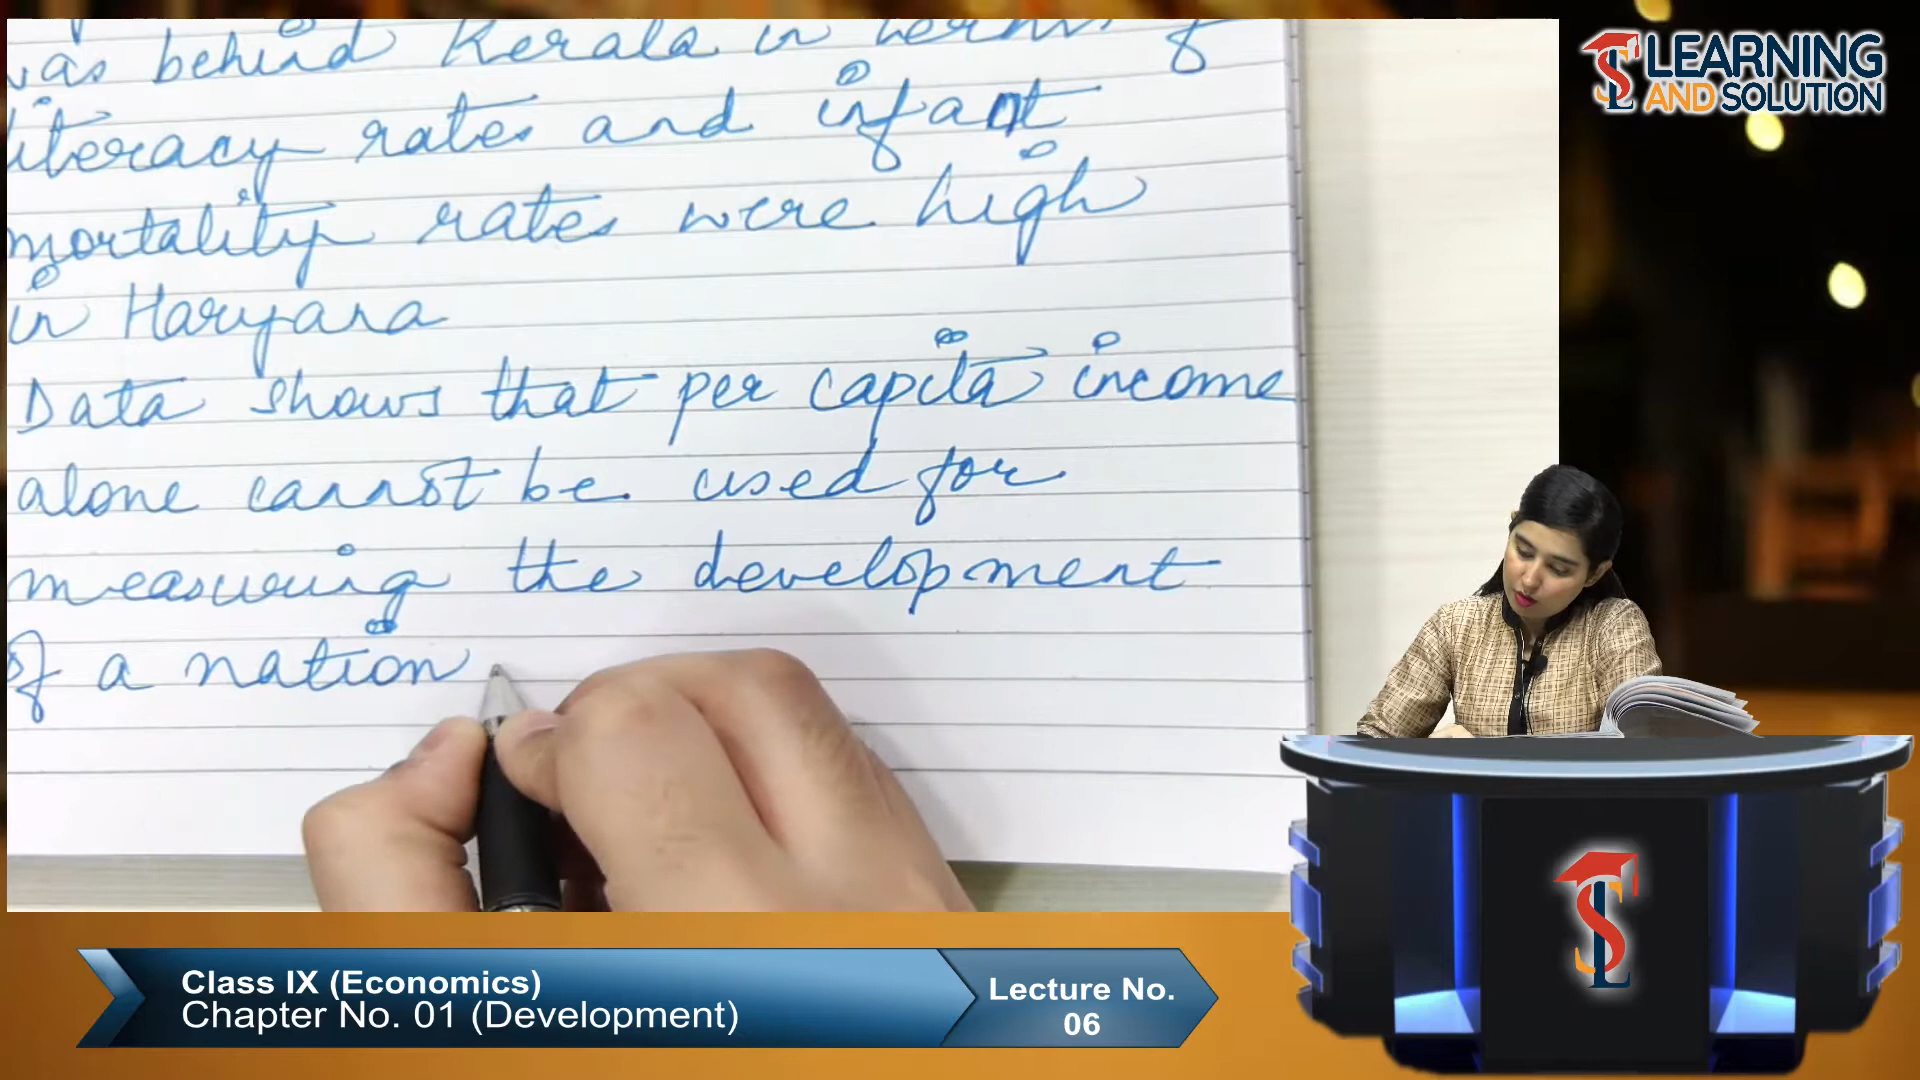 was behind Kerala in terms of
literacy rates and infant
mortality rates were high
in Haryana
Data shows that per capita income
alone cannot be used for
measuring the development
of a nation
LEARNING
AND SOLUTION
Class IX (Economics)
Chapter No. 01 (Development)
Lecture No.
06